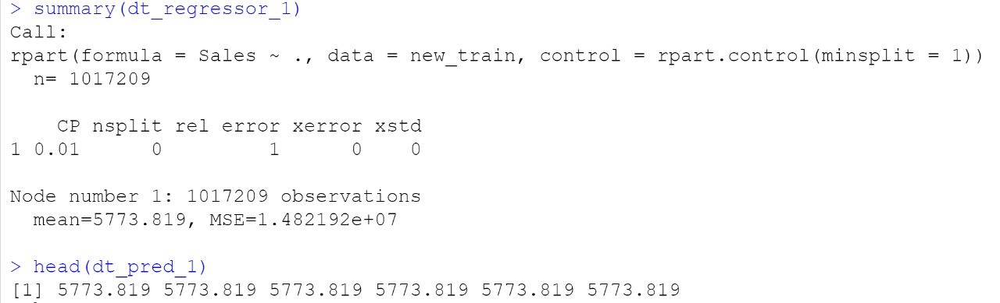 > summary(dt_regressor_1)
Call:
rpart(formula = Sales ~ ., data = new_train, control = rpart.control(minsplit = 1))
  n= 1017209

    CP nsplit rel error xerror xstd
1 0.01      0         1      0    0

Node number 1: 1017209 observations
  mean=5773.819, MSE=1.482192e+07

> head(dt_pred_1)
[1] 5773.819 5773.819 5773.819 5773.819 5773.819 5773.819